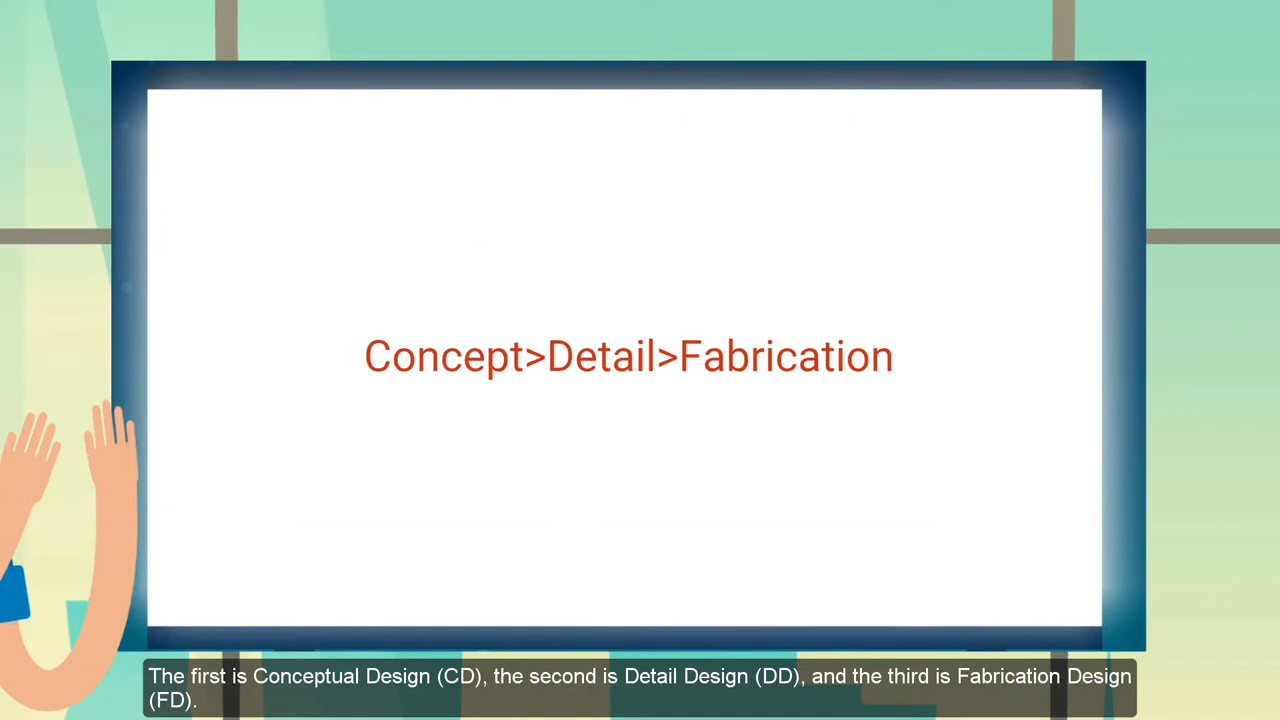 Concept>Detail>Fabrication
The first is Conceptual Design (CD), the second is Detail Design (DD), and the third is Fabrication Design
(FD).